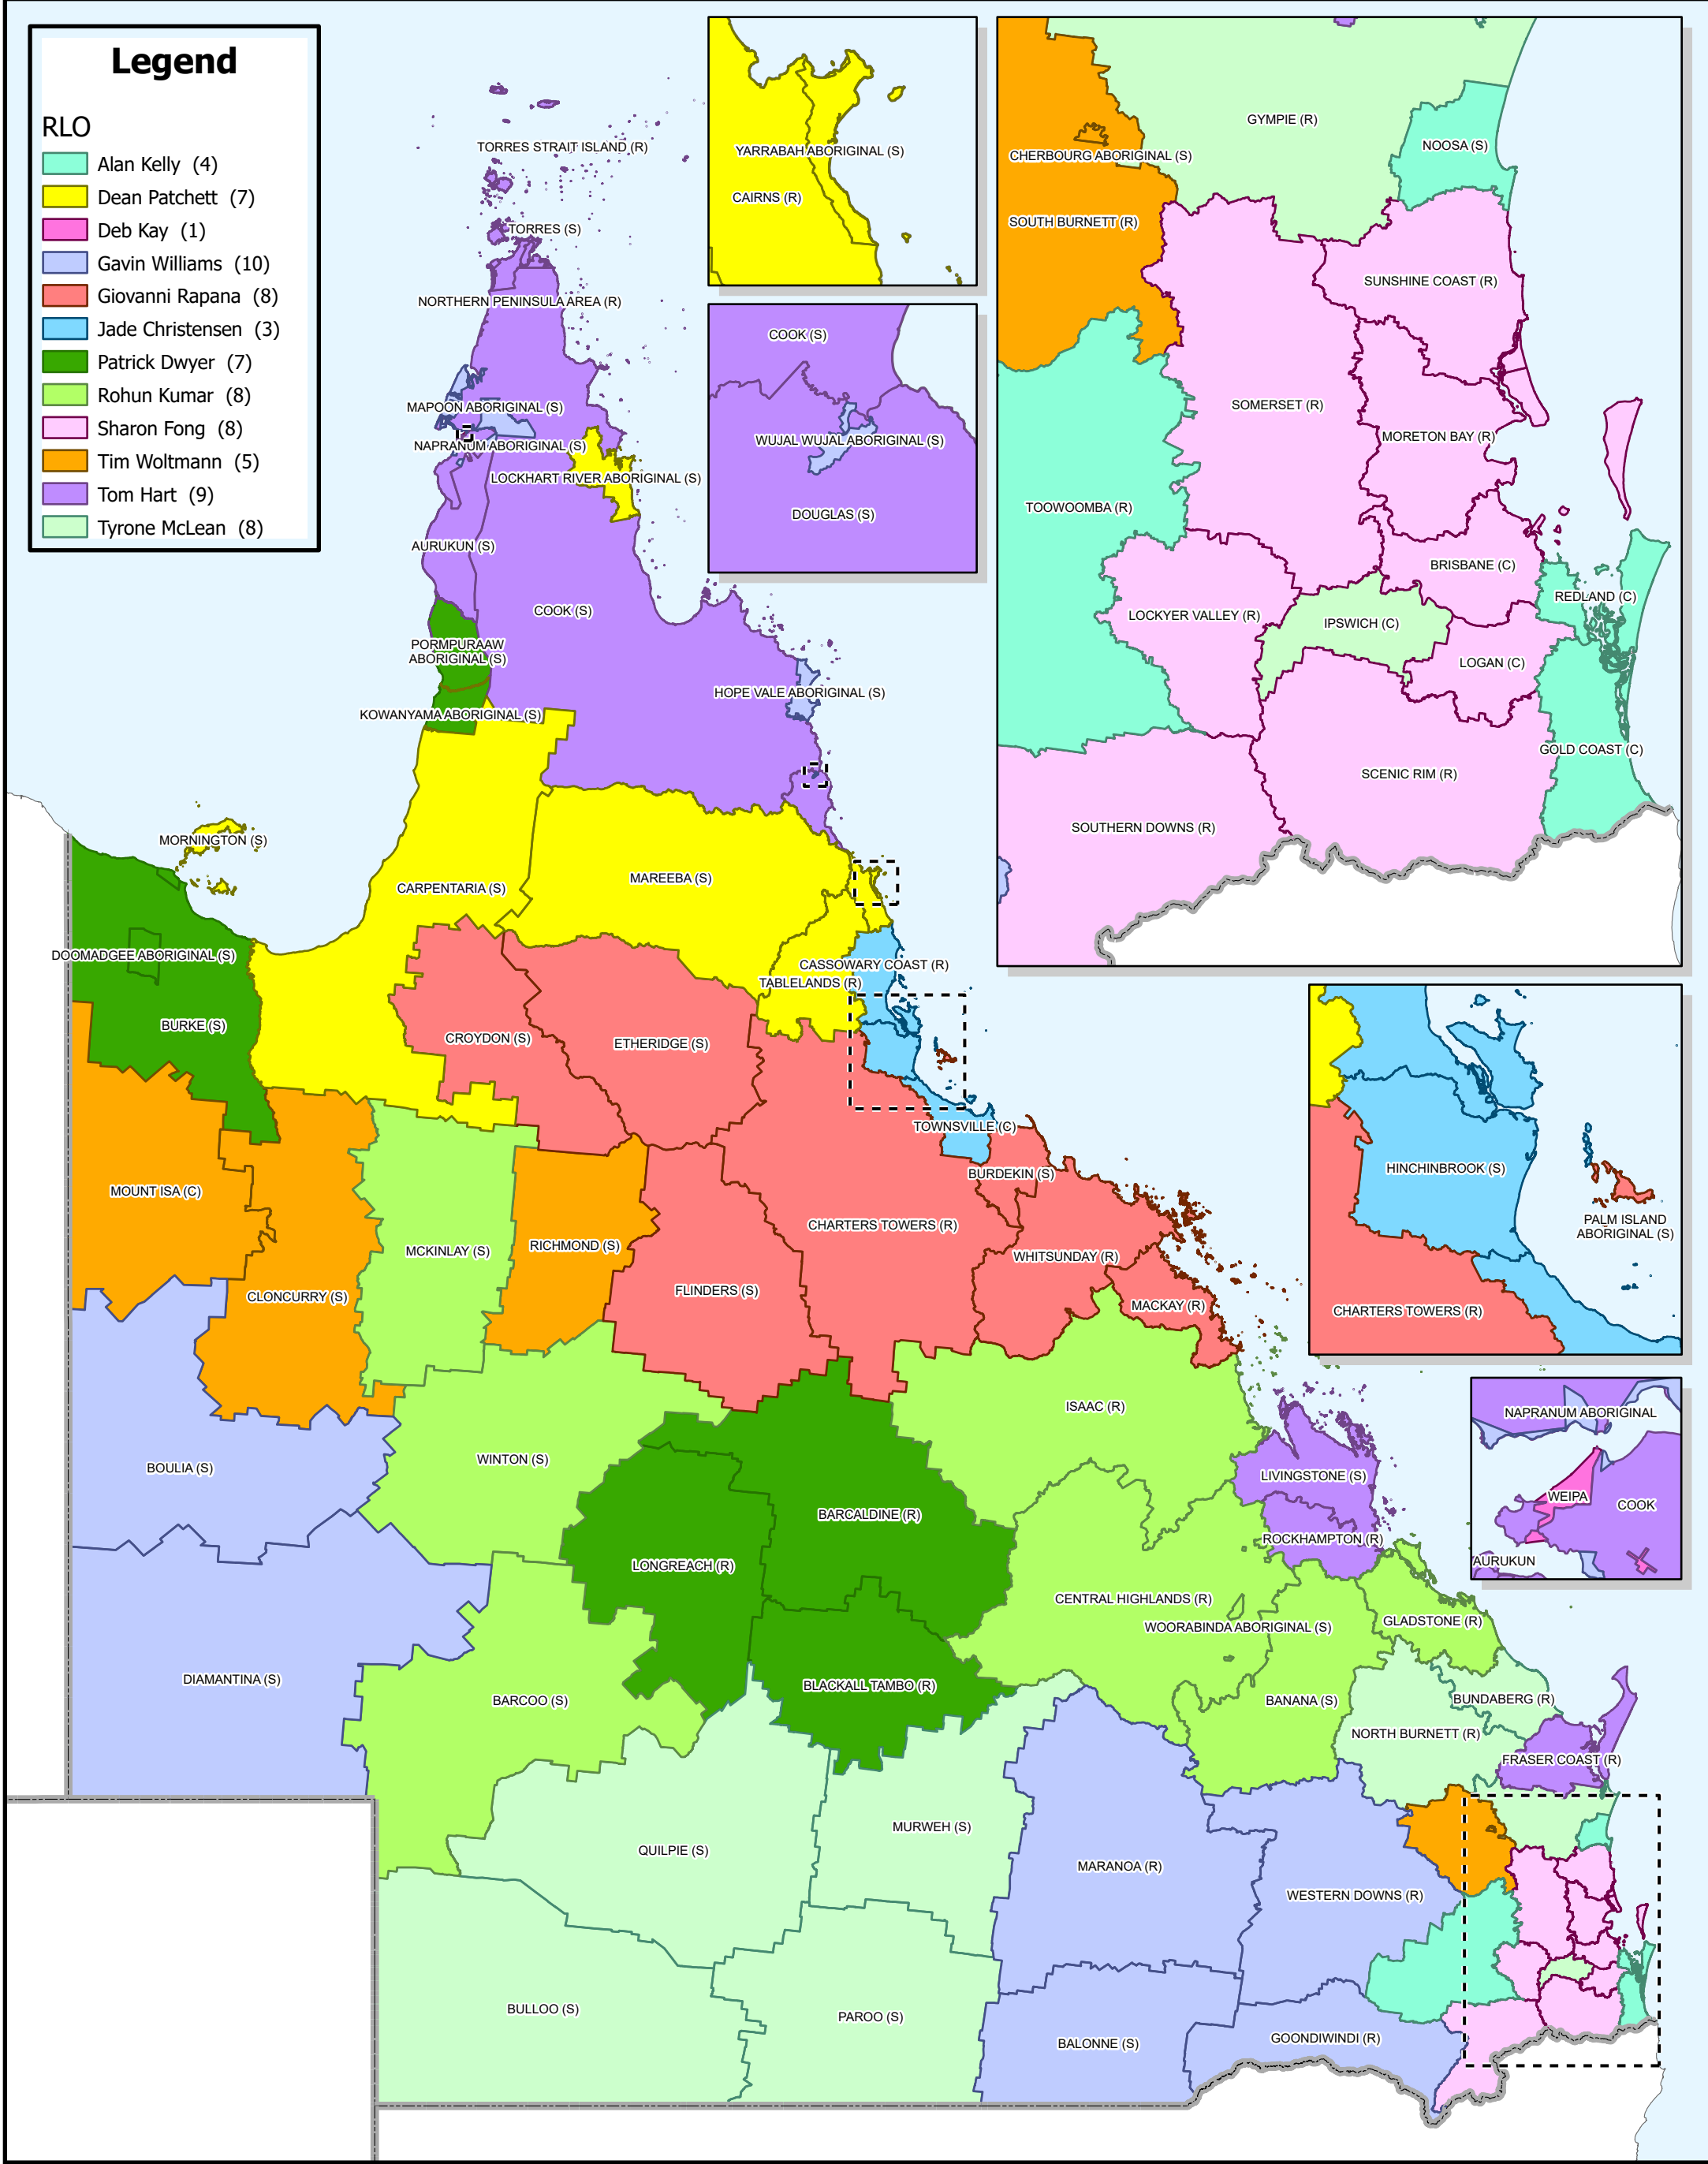 Legend
RLO
Alan Kelly (4)
Dean Patchett (7)
Deb Kay (1)
Gavin Williams (10)
Giovanni Rapana (8)
Jade Christensen (3)
Patrick Dwyer (7)
Rohun Kumar (8)
Sharon Fong (8)
Tim Woltmann (5)
Tom Hart (9)
Tyrone McLean (8)
TORRES STRAIT ISLAND (R)
TORRES (S)
NORTHERN PENINSULA AREA (R)
MAPOON ABORIGINAL (S)
NAPRANUM ABORIGINAL (S)
LOCKHART RIVER ABORIGINAL (S)
AURUKUN (S)
COOK (S)
PORMPURAAW
ABORIGINAL (S)
HOPE VALE ABORIGINAL (S)
KOWANYAMA ABORIGINAL (S)
MORNINGTON (S)
CARPENTARIA (S)
MAREEBA (S)
DOOMADGEE ABORIGINAL (S)
CASSOWARY COAST (R)
TABLELANDS (R)
BURKE (S)
CROYDON (S)
ETHERIDGE (S)
TOWNSVILLE (C)
BURDEKIN (S)
MOUNT ISA (C)
CHARTERS TOWERS (R)
RICHMOND (S)
MCKINLAY (S)
WHITSUNDAY (R)
FLINDERS (S)
CLONCURRY (S)
MACKAY (R)
ISAAC (R)
WINTON (S)
BOULIA (S)
LIVINGSTONE (S)
BARCALDINE (R)
ROCKHAMPTON (R)
LONGREACH (R)
CENTRAL HIGHLANDS (R)
GLADSTONE (R)
WOORABINDA ABORIGINAL (S)
DIAMANTINA (S)
BLACKALL TAMBO (R)
BARCOO (S)
BANANA (S)
BUNDABERG (R)
NORTH BURNETT (R)
FRASER COAST (R)
MURWEH (S)
QUILPIE (S)
MARANOA (R)
WESTERN DOWNS (R)
BULLOO (S)
PAROO (S)
GOONDIWINDI (R)
BALONNE (S)
YARRABAH ABORIGINAL (S)
CAIRNS (R)
COOK (S)
WUJAL WUJAL ABORIGINAL (S)
DOUGLAS (S)
GYMPIE (R)
NOOSA (S)
CHERBOURG ABORIGINAL (S)
SOUTH BURNETT (R)
SUNSHINE COAST (R)
SOMERSET (R)
MORETON BAY (R)
TOOWOOMBA (R)
BRISBANE (C)
REDLAND (C)
LOCKYER VALLEY (R)
IPSWICH (C)
LOGAN (C)
GOLD COAST (C)
SCENIC RIM (R)
SOUTHERN DOWNS (R)
HINCHINBROOK (S)
PALM ISLAND
ABORIGINAL (S)
CHARTERS TOWERS (R)
NAPRANUM ABORIGINAL
WEIPA
COOK
AURUKUN